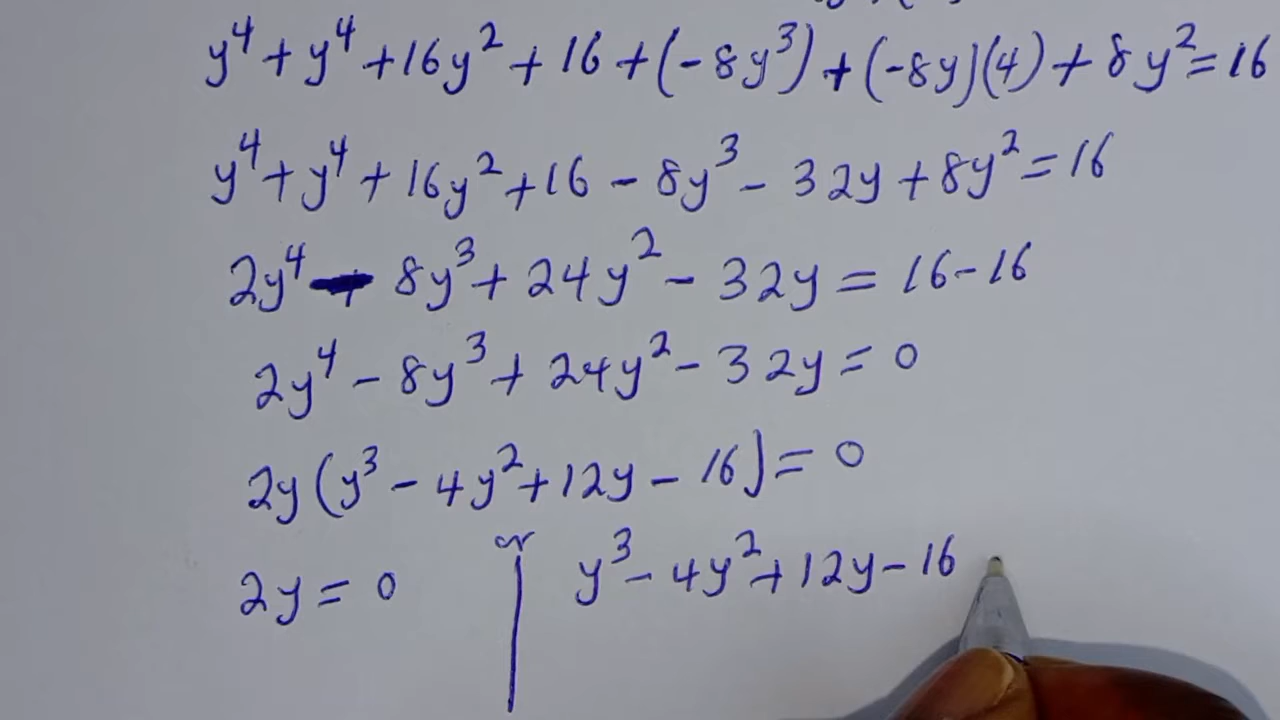 y⁴ + y⁴ + 16y² + 16 + (-8y³) + (-8y)(4) + 8y² = 16
y⁴ + y⁴ + 16y² + 16 - 8y³ - 32y + 8y² = 16
2y⁴ - 8y³ + 24y² - 32y = 16 - 16
2y⁴ - 8y³ + 24y² - 32y = 0
2y(y³ - 4y² + 12y - 16) = 0
2y = 0 or y³ - 4y² + 12y - 16